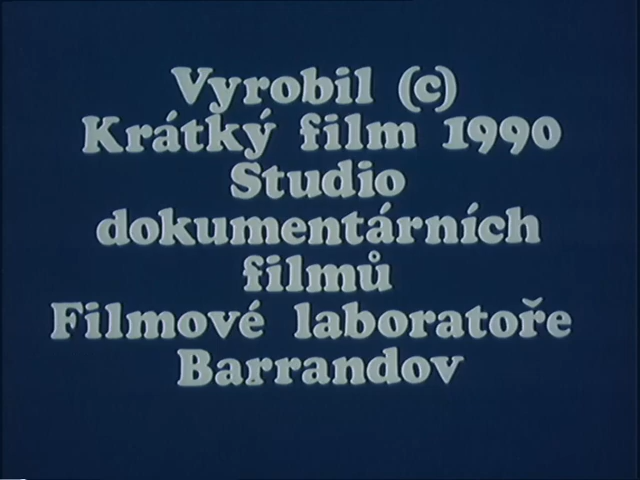 Vyrobil (c)
Krátký film 1990
Studio
dokumentárních
filmů
Filmové laboratoře
Barrandov